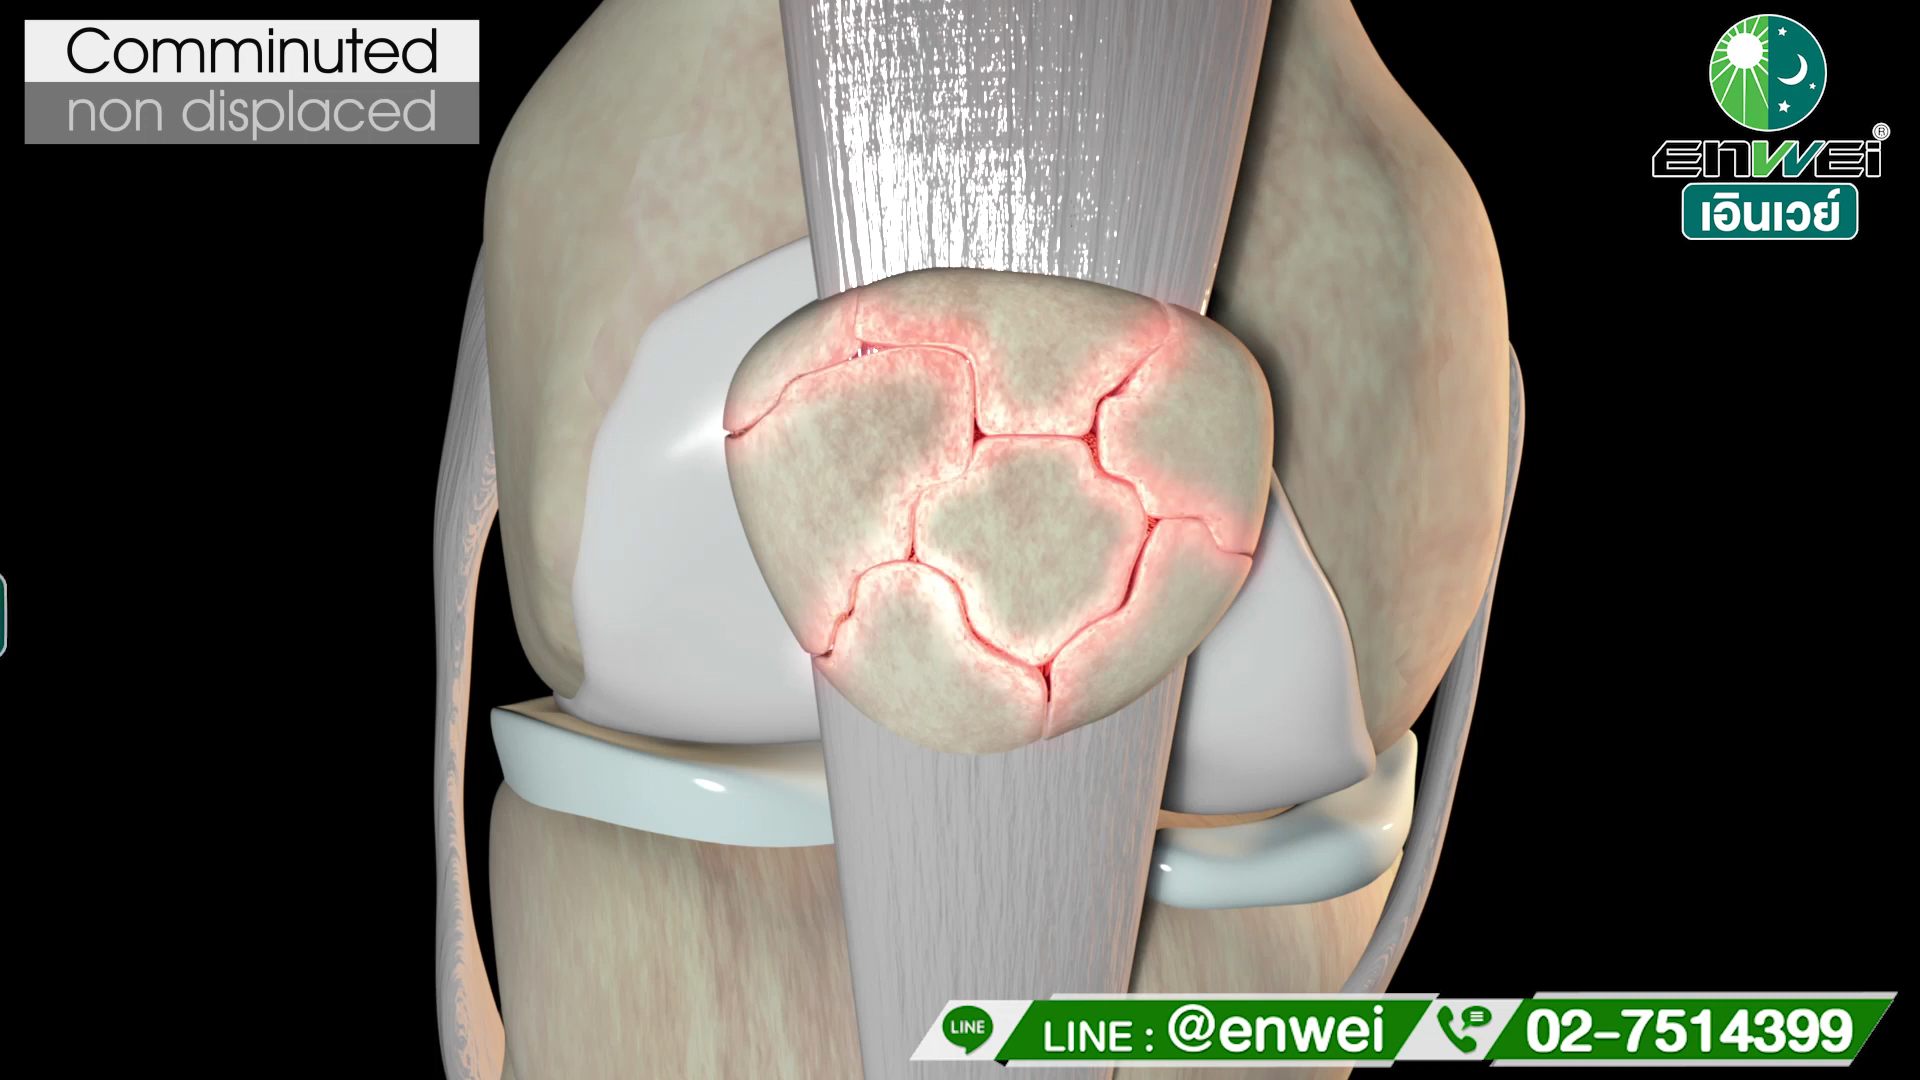 Comminuted
non displaced
enwei®
เอินเวย์
LINE
LINE : @enwei
02-7514399